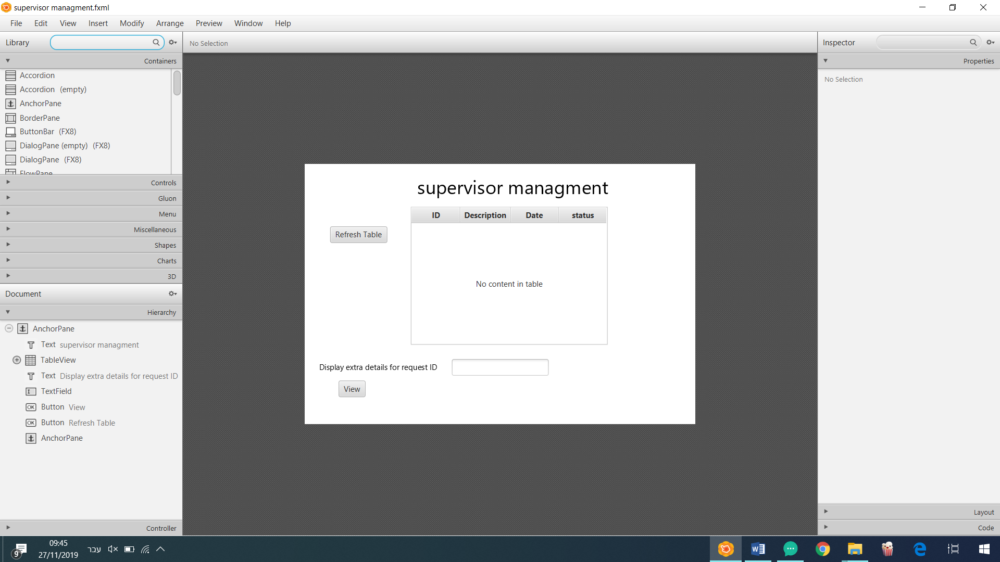 supervisor managment.fxml
File Edit View Insert Modify Arrange Preview Window Help
Library
No Selection
Inspector
Containers
Properties
Accordion
Accordion (empty)
AnchorPane
BorderPane
ButtonBar (FX8)
DialogPane (empty) (FX8)
DialogPane (FX8)
FlowPane
No Selection
Controls
Gluon
Menu
Miscellaneous
Shapes
Charts
3D
Document
Hierarchy
AnchorPane
Text supervisor managment
TableView
Text Display extra details for request ID
TextField
Button View
Button Refresh Table
AnchorPane
Controller
supervisor managment
ID Description Date status
Refresh Table
No content in table
Display extra details for request ID
View
Layout
Code
9
09:45
27/11/2019
עבר